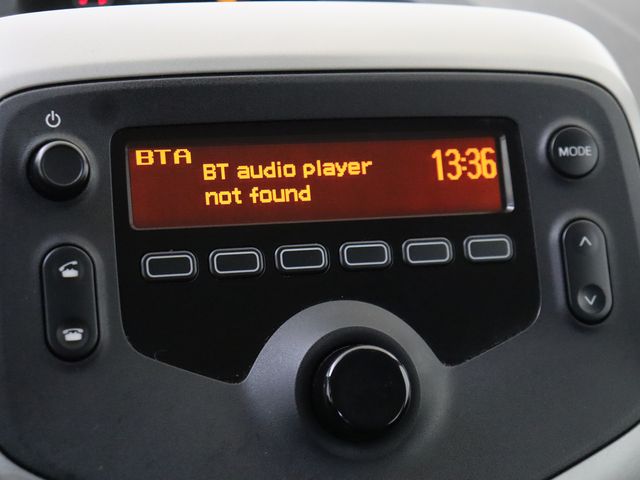 BTA
BT audio player
not found
13:36
MODE